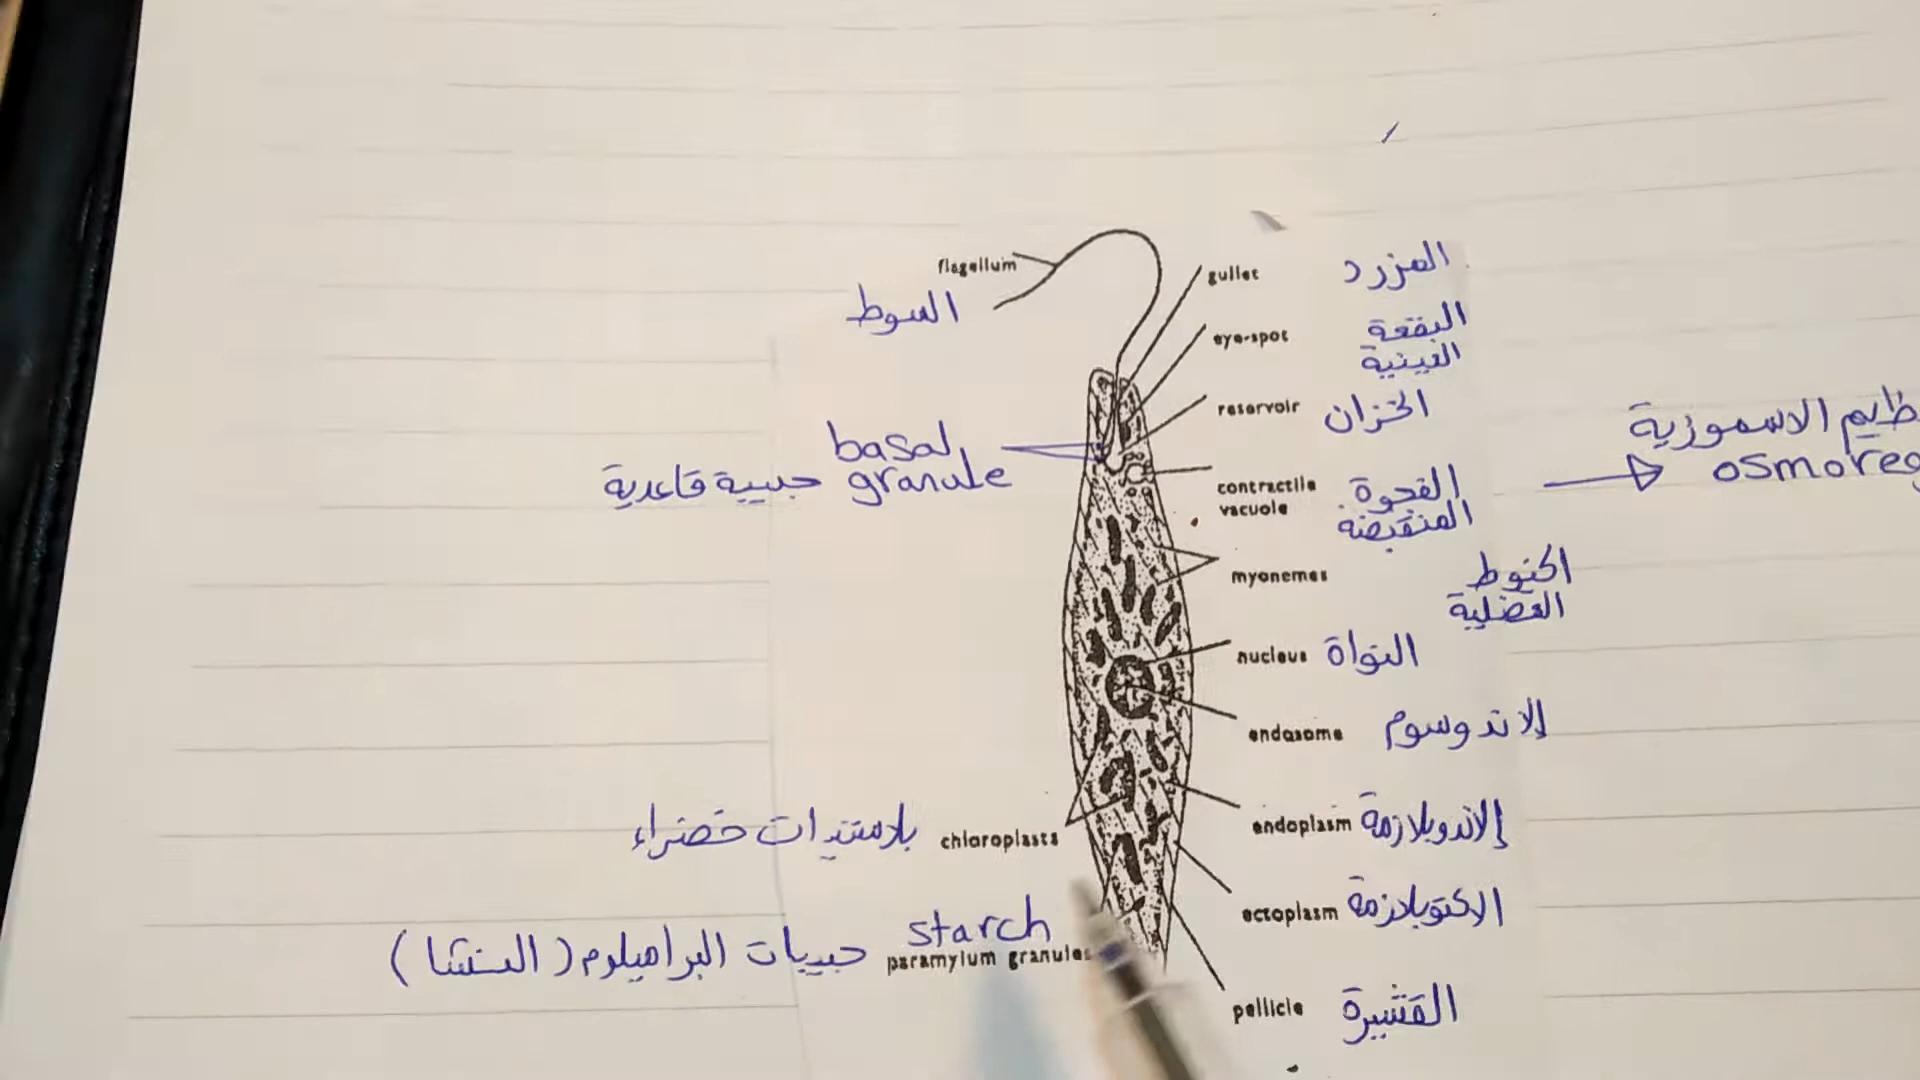 flagellum
السوط
gullet المزرد
eye-spot البقعة
العينية
reservoir الخزان
basal
granule حبيبة قاعدية
contractile
vacuole
الفجوة
المنقبضة
الاسموزية
myonemes
الخيوط
العضلية
nucleus النواة
endosome الاندوسوم
endoplasm الاندوبلازمة
chloroplasts بلاستيدات خضراء
ectoplasm الاكتوبلازمة
starch
paramylum granules حبيبات البراميلوم (النشا)
pellicle القشيرة